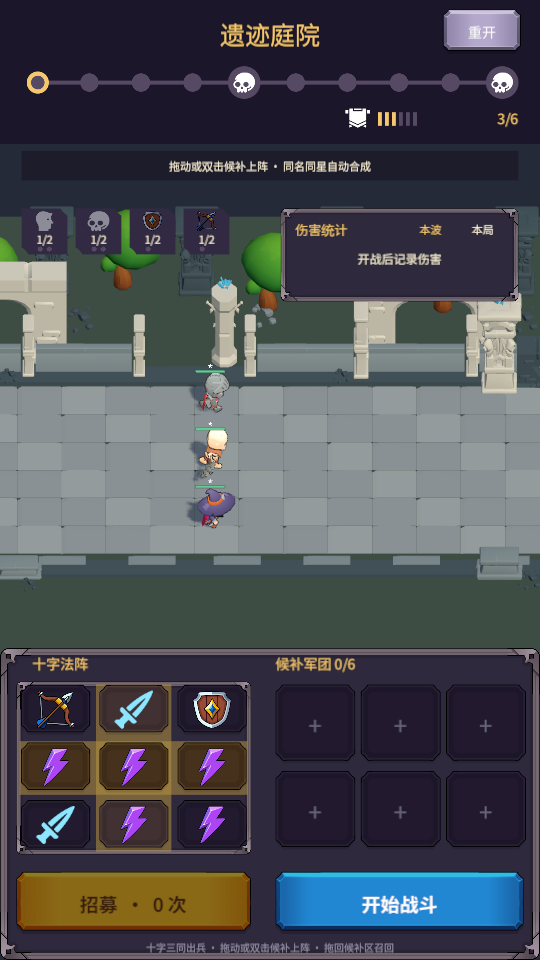 遗迹庭院
重开
3/6
拖动或双击候补上阵 · 同名同星自动合成
1/2 1/2 1/2 1/2
伤害统计 本波 本局
开战后记录伤害
十字法阵
候补军团 0/6
招募 · 0 次
开始战斗
十字三同出兵 · 拖动或双击候补上阵 · 拖回候补区召回